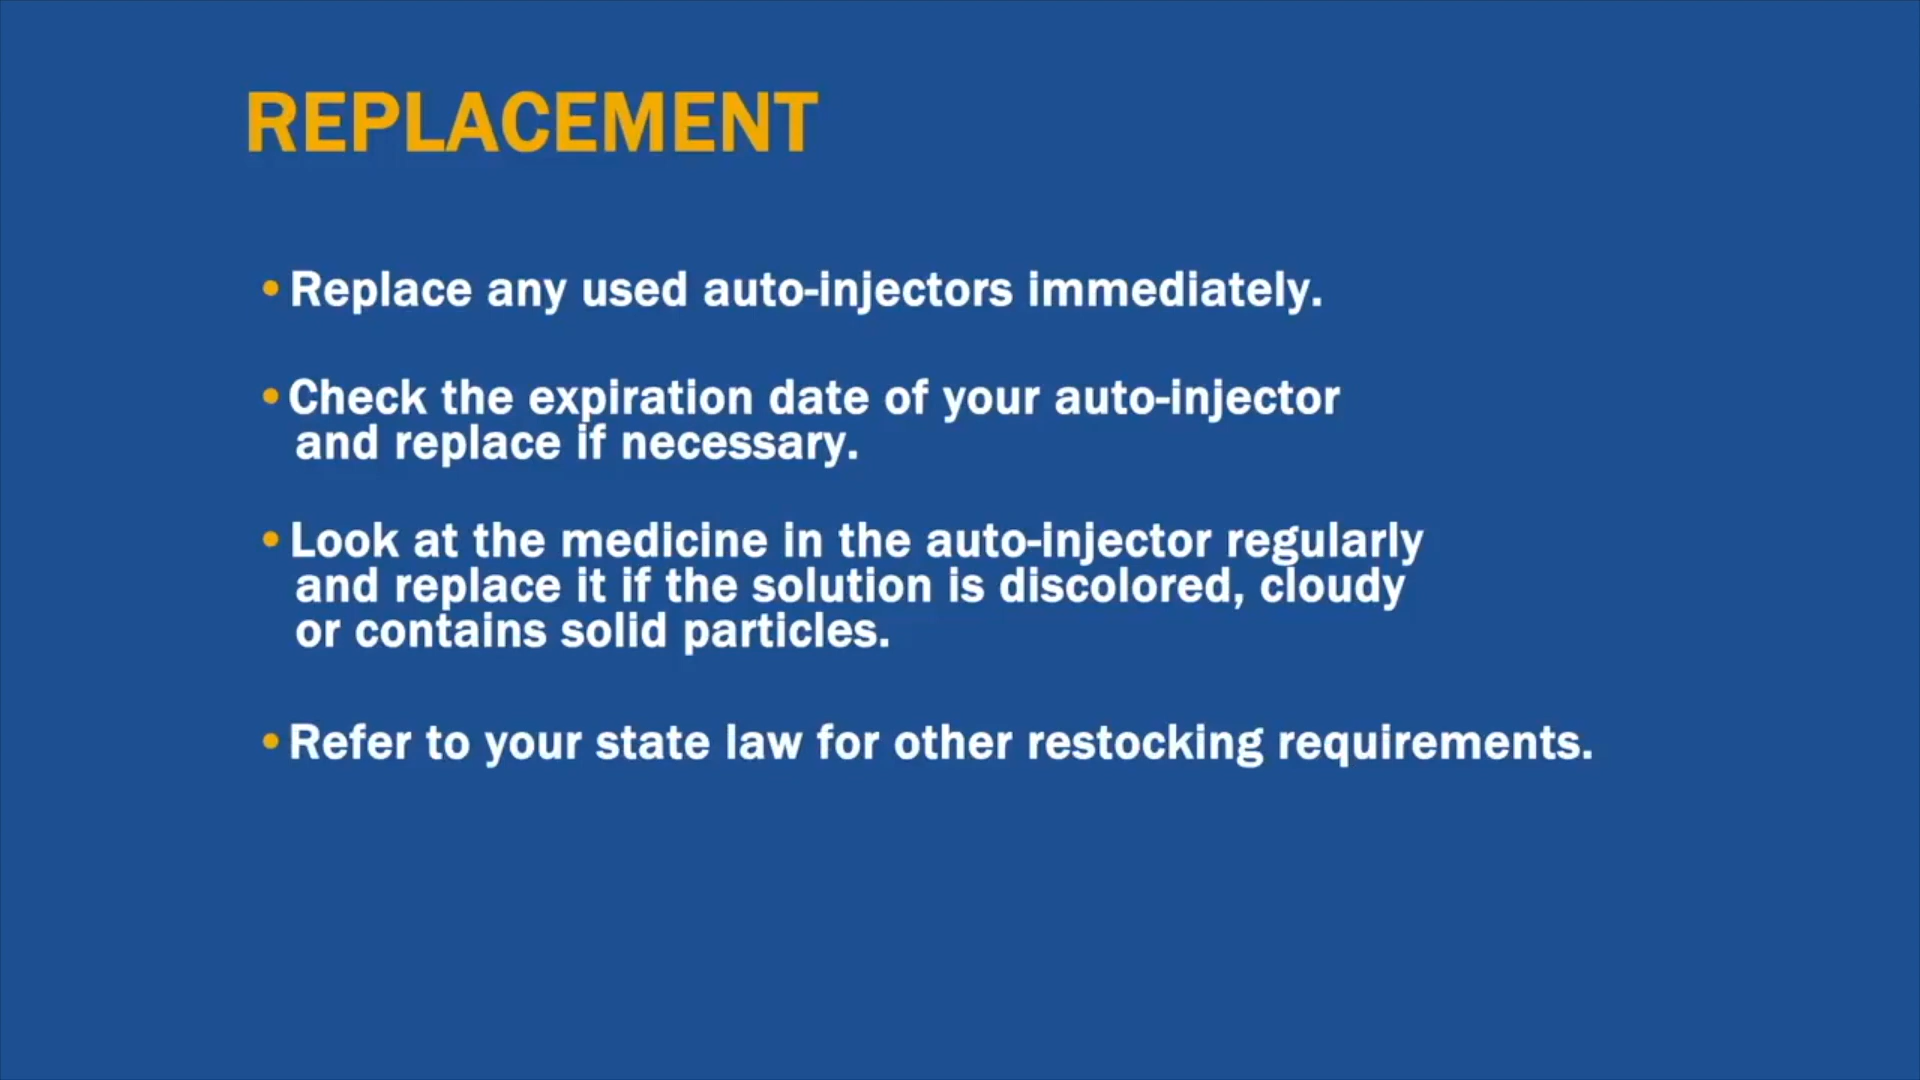 REPLACEMENT
• Replace any used auto-injectors immediately.
• Check the expiration date of your auto-injector
and replace if necessary.
• Look at the medicine in the auto-injector regularly
and replace it if the solution is discolored, cloudy
or contains solid particles.
• Refer to your state law for other restocking requirements.